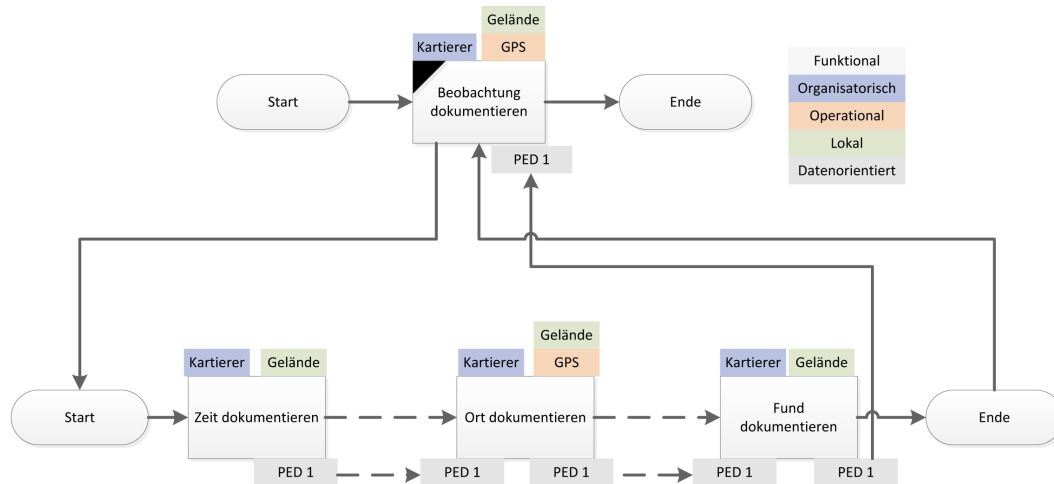 Gelände
Kartierer
GPS
Start
Beobachtung
dokumentieren
Ende
PED 1
Funktional
Organisatorisch
Operational
Lokal
Datenorientiert
Gelände
Kartierer
Gelände
Kartierer
GPS
Kartierer
Gelände
Start
Zeit dokumentieren
Ort dokumentieren
Fund
dokumentieren
Ende
PED 1
PED 1
PED 1
PED 1
PED 1